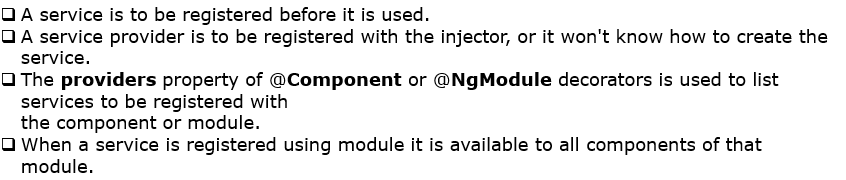 ❑ A service is to be registered before it is used.
❑ A service provider is to be registered with the injector, or it won't know how to create the
service.
❑ The providers property of @Component or @NgModule decorators is used to list
services to be registered with
the component or module.
❑ When a service is registered using module it is available to all components of that
module.